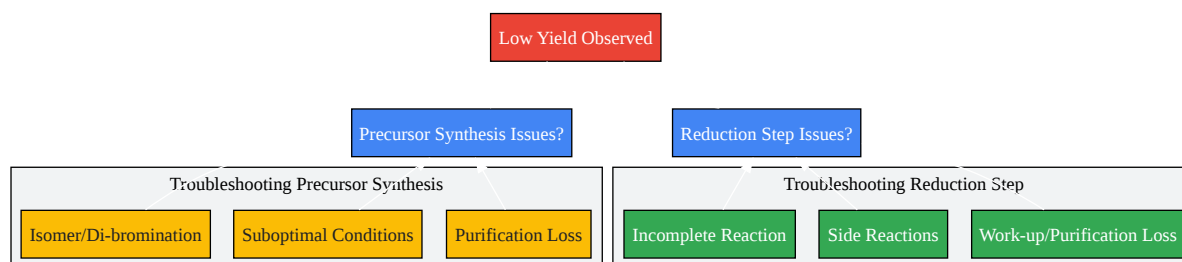 Low Yield Observed
Precursor Synthesis Issues?
Reduction Step Issues?
Troubleshooting Precursor Synthesis
Troubleshooting Reduction Step
Isomer/Di-bromination
Suboptimal Conditions
Purification Loss
Incomplete Reaction
Side Reactions
Work-up/Purification Loss